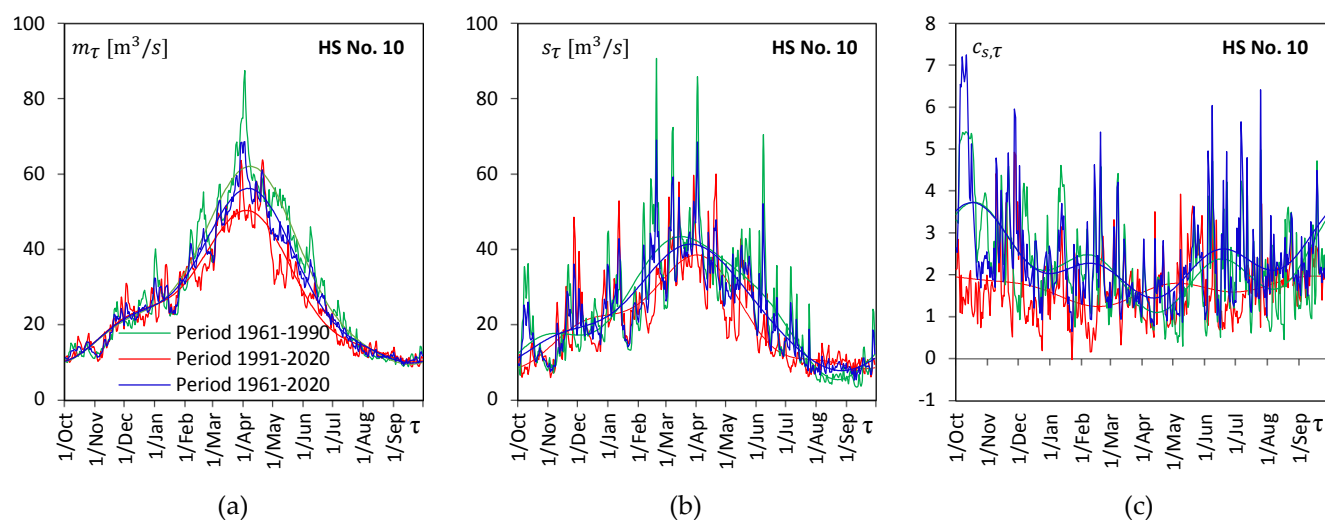 100
80
60
40
20
0
m_τ [m³/s]
HS No. 10
Period 1961-1990
Period 1991-2020
Period 1961-2020
1/Oct
1/Nov
1/Dec
1/Jan
1/Feb
1/Mar
1/Apr
1/May
1/Jun
1/Jul
1/Aug
1/Sep
τ
(a)
100
80
60
40
20
0
s_τ [m³/s]
HS No. 10
1/Oct
1/Nov
1/Dec
1/Jan
1/Feb
1/Mar
1/Apr
1/May
1/Jun
1/Jul
1/Aug
1/Sep
τ
(b)
8
7
6
5
4
3
2
1
0
-1
c_s,τ
HS No. 10
1/Oct
1/Nov
1/Dec
1/Jan
1/Feb
1/Mar
1/Apr
1/May
1/Jun
1/Jul
1/Aug
1/Sep
τ
(c)